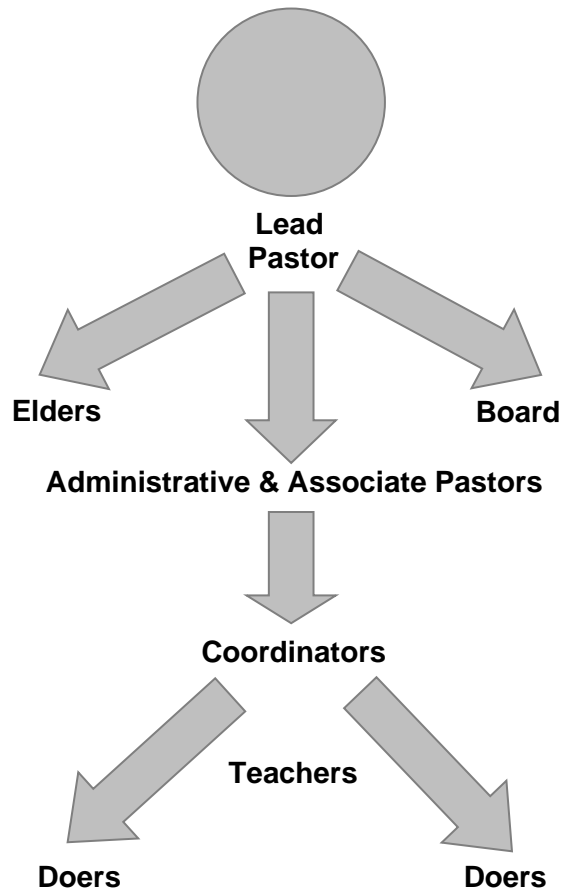 Lead
Pastor
Elders
Board
Administrative & Associate Pastors
Coordinators
Teachers
Doers
Doers